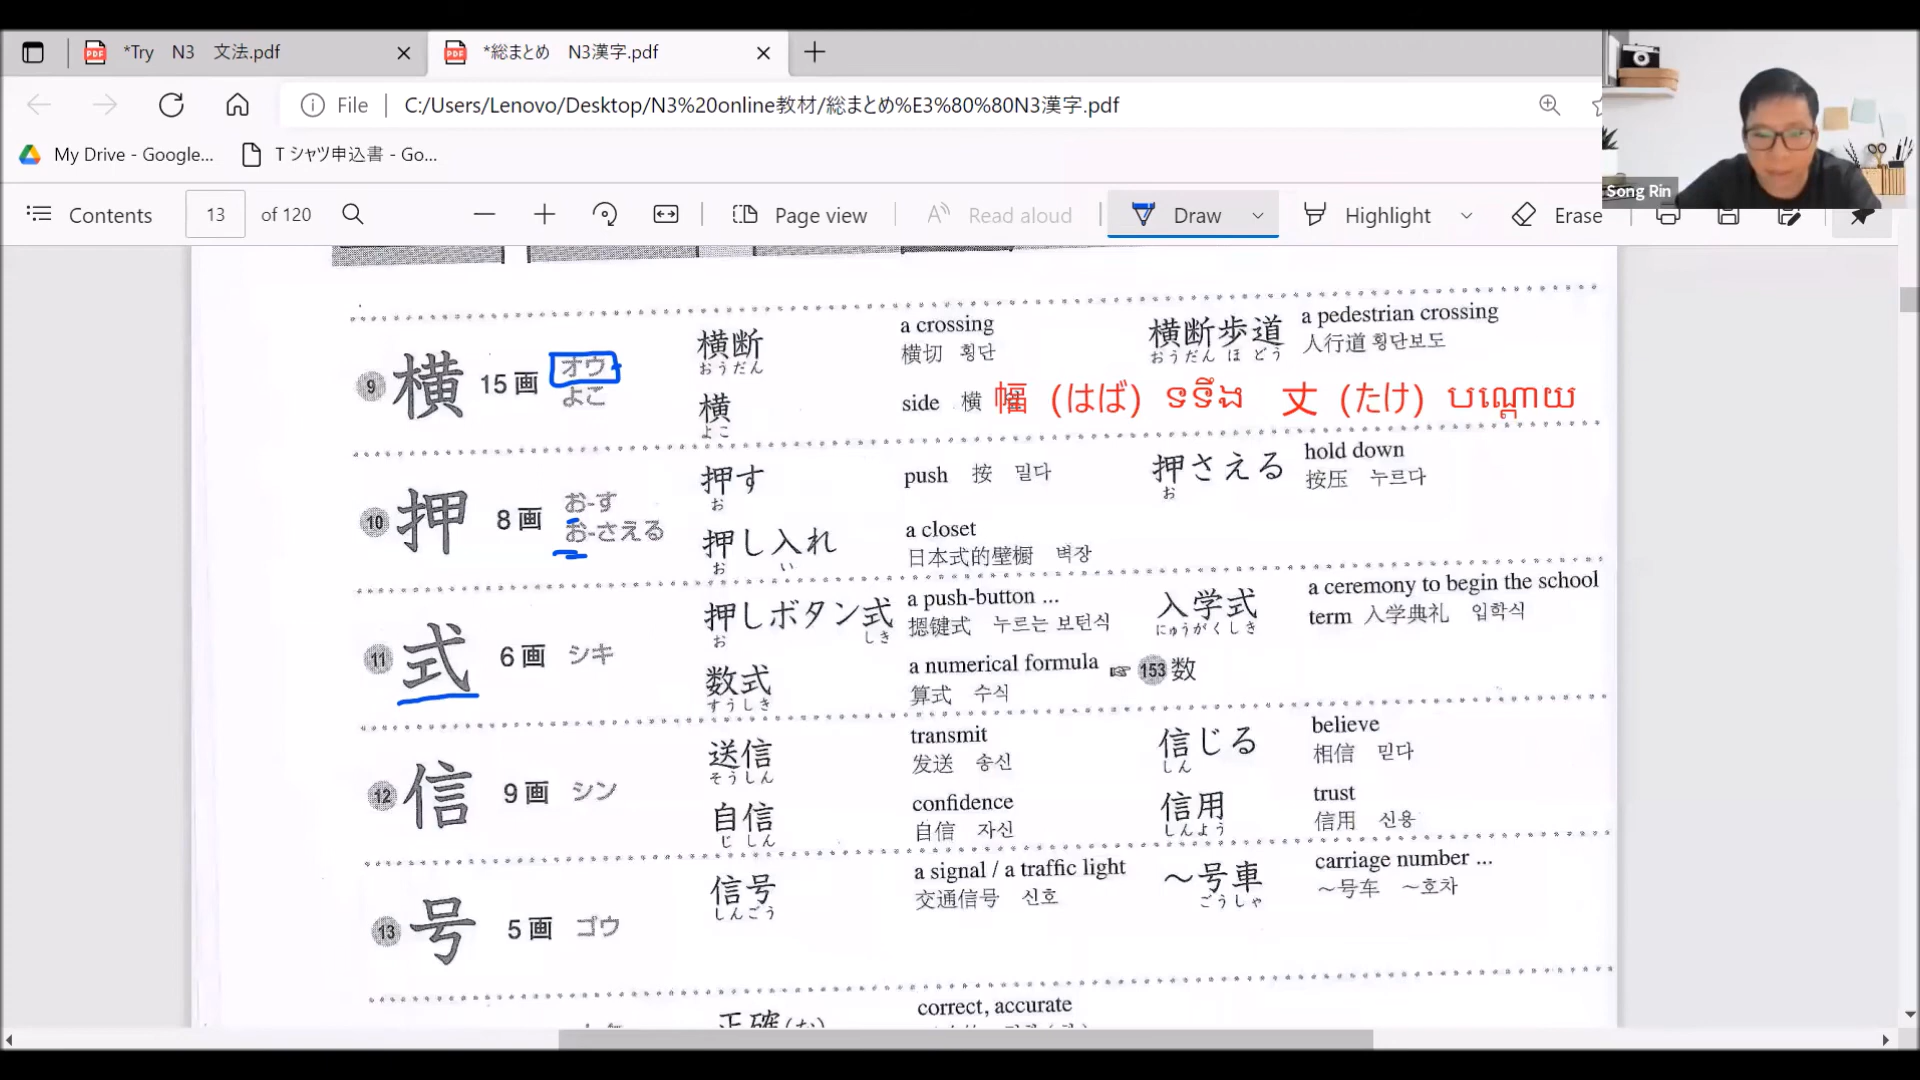 *Try N3 文法.pdf
*総まとめ N3漢字.pdf
File C:/Users/Lenovo/Desktop/N3%20online教材/総まとめ%E3%80%80N3漢字.pdf
My Drive - Google...
Tシャツ申込書 - Go...
Song Rin
Contents 13 of 120 Page view Read aloud Draw Highlight Erase
9 横 15画 オウ よこ
横断 おうだん a crossing 横切 횡단
横断歩道 おうだんほどう a pedestrian crossing 人行道 횡단보도
横 よこ side 横
幅 (はば) ទទឹង 丈 (たけ) បណ្តោយ
10 押 8画 お-す お-さえる
押す お push 按 밀다
押さえる お hold down 按压 누르다
押し入れ お い a closet 日本式的壁橱 벽장
11 式 6画 シキ
押しボタン式 お しき a push-button ... 摁键式 누르는 보턴식
入学式 にゅうがくしき a ceremony to begin the school term 入学典礼 입학식
数式 すうしき a numerical formula 算式 수식 ☞ 153 数
12 信 9画 シン
送信 そうしん transmit 发送 송신
信じる しん believe 相信 믿다
自信 じしん confidence 自信 자신
信用 しんよう trust 信用 신용
13 号 5画 ゴウ
信号 しんごう a signal / a traffic light 交通信号 신호
～号車 ごうしゃ carriage number ... ～号车 ～호차
正確(な) correct, accurate